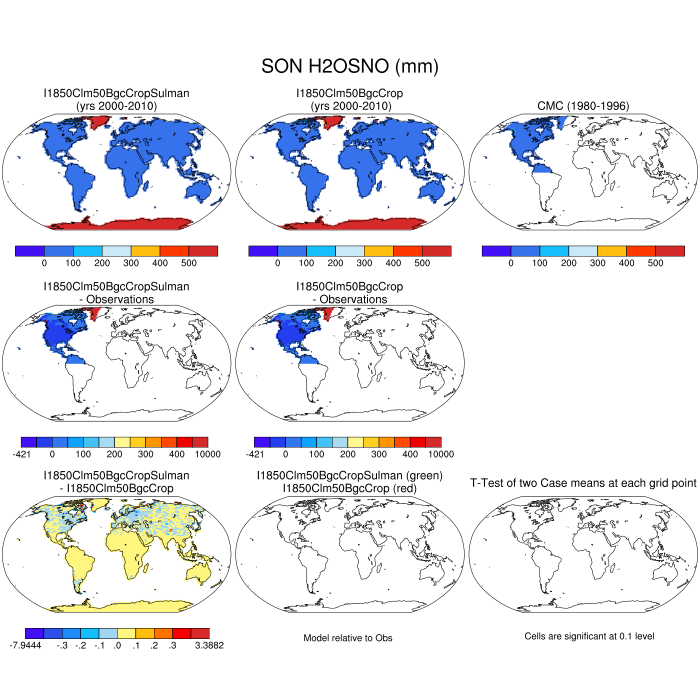 SON H2OSNO (mm)
I1850Clm50BgcCropSulman
(yrs 2000-2010)
I1850Clm50BgcCrop
(yrs 2000-2010)
CMC (1980-1996)
0 100 200 300 400 500
0 100 200 300 400 500
0 100 200 300 400 500
I1850Clm50BgcCropSulman
- Observations
I1850Clm50BgcCrop
- Observations
-421 0 100 200 300 400 10000
-421 0 100 200 300 400 10000
I1850Clm50BgcCropSulman
- I1850Clm50BgcCrop
I1850Clm50BgcCropSulman (green)
I1850Clm50BgcCrop (red)
T-Test of two Case means at each grid point
-7.9444 -.3 -.2 -.1 .0 .1 .2 .3 3.3882
Model relative to Obs
Cells are significant at 0.1 level